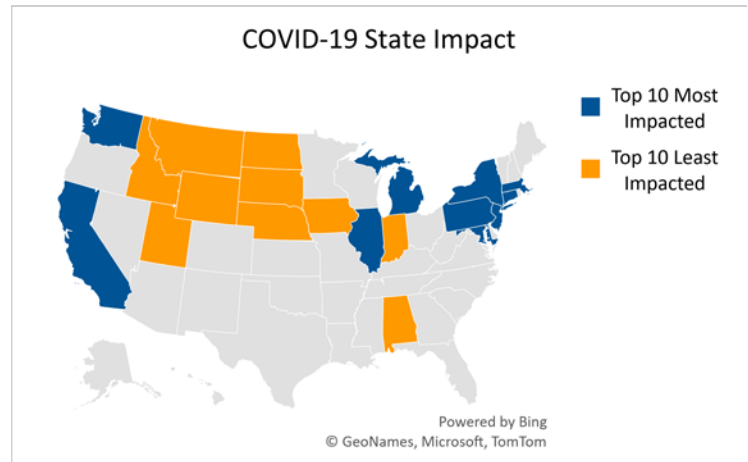 COVID-19 State Impact
Top 10 Most
Impacted
Top 10 Least
Impacted
Powered by Bing
© GeoNames, Microsoft, TomTom